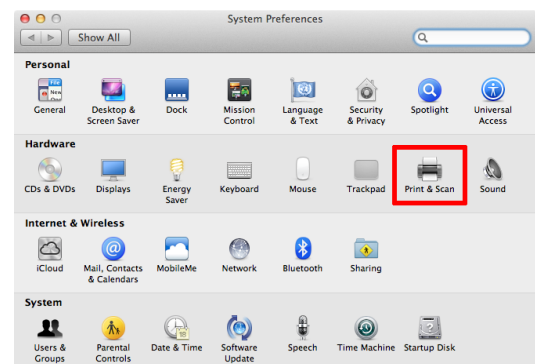 System Preferences
Show All
Personal
General
Desktop & Screen Saver
Dock
Mission Control
Language & Text
Security & Privacy
Spotlight
Universal Access
Hardware
CDs & DVDs
Displays
Energy Saver
Keyboard
Mouse
Trackpad
Print & Scan
Sound
Internet & Wireless
iCloud
Mail, Contacts & Calendars
MobileMe
Network
Bluetooth
Sharing
System
Users & Groups
Parental Controls
Date & Time
Software Update
Speech
Time Machine
Startup Disk